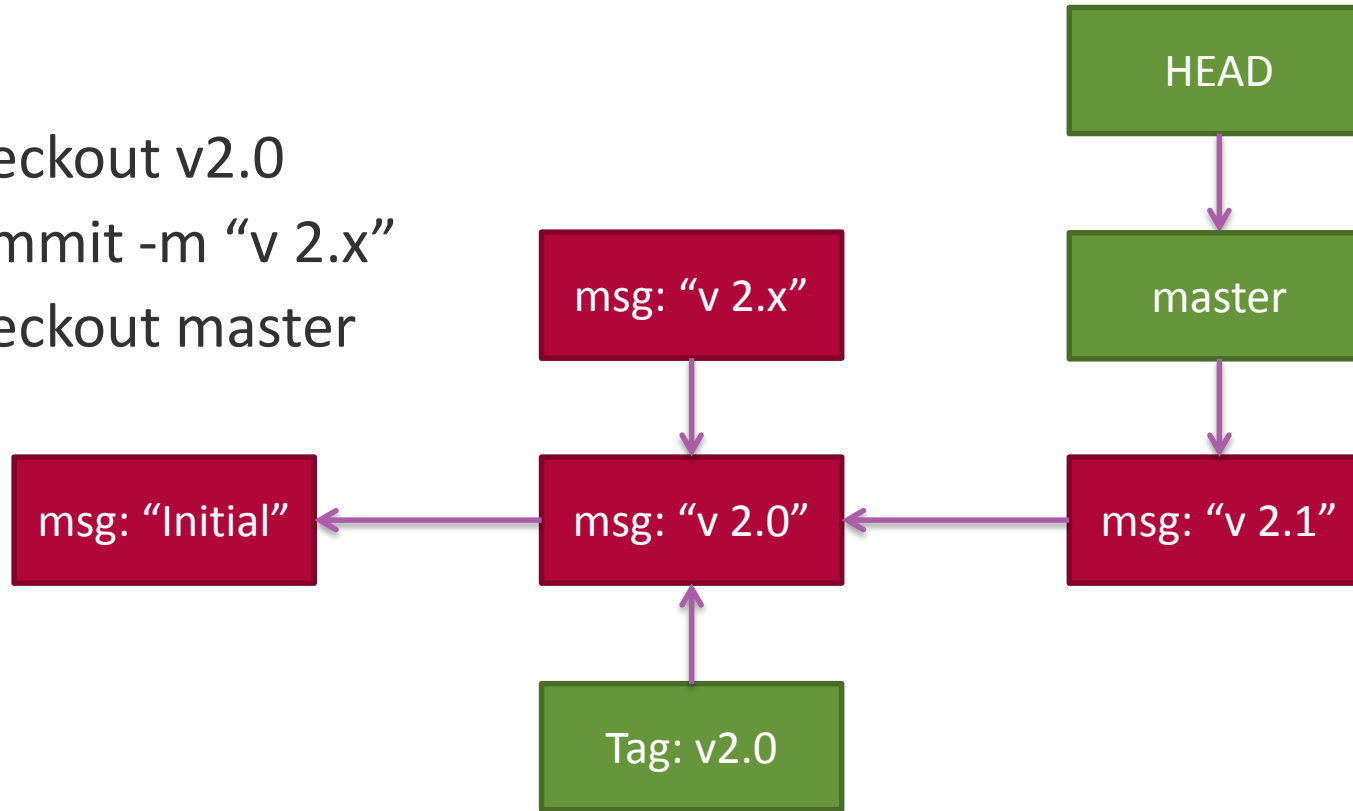 eckout v2.0
mmit -m “v 2.x”
eckout master
HEAD
msg: “v 2.x”
master
msg: “Initial”
msg: “v 2.0”
msg: “v 2.1”
Tag: v2.0